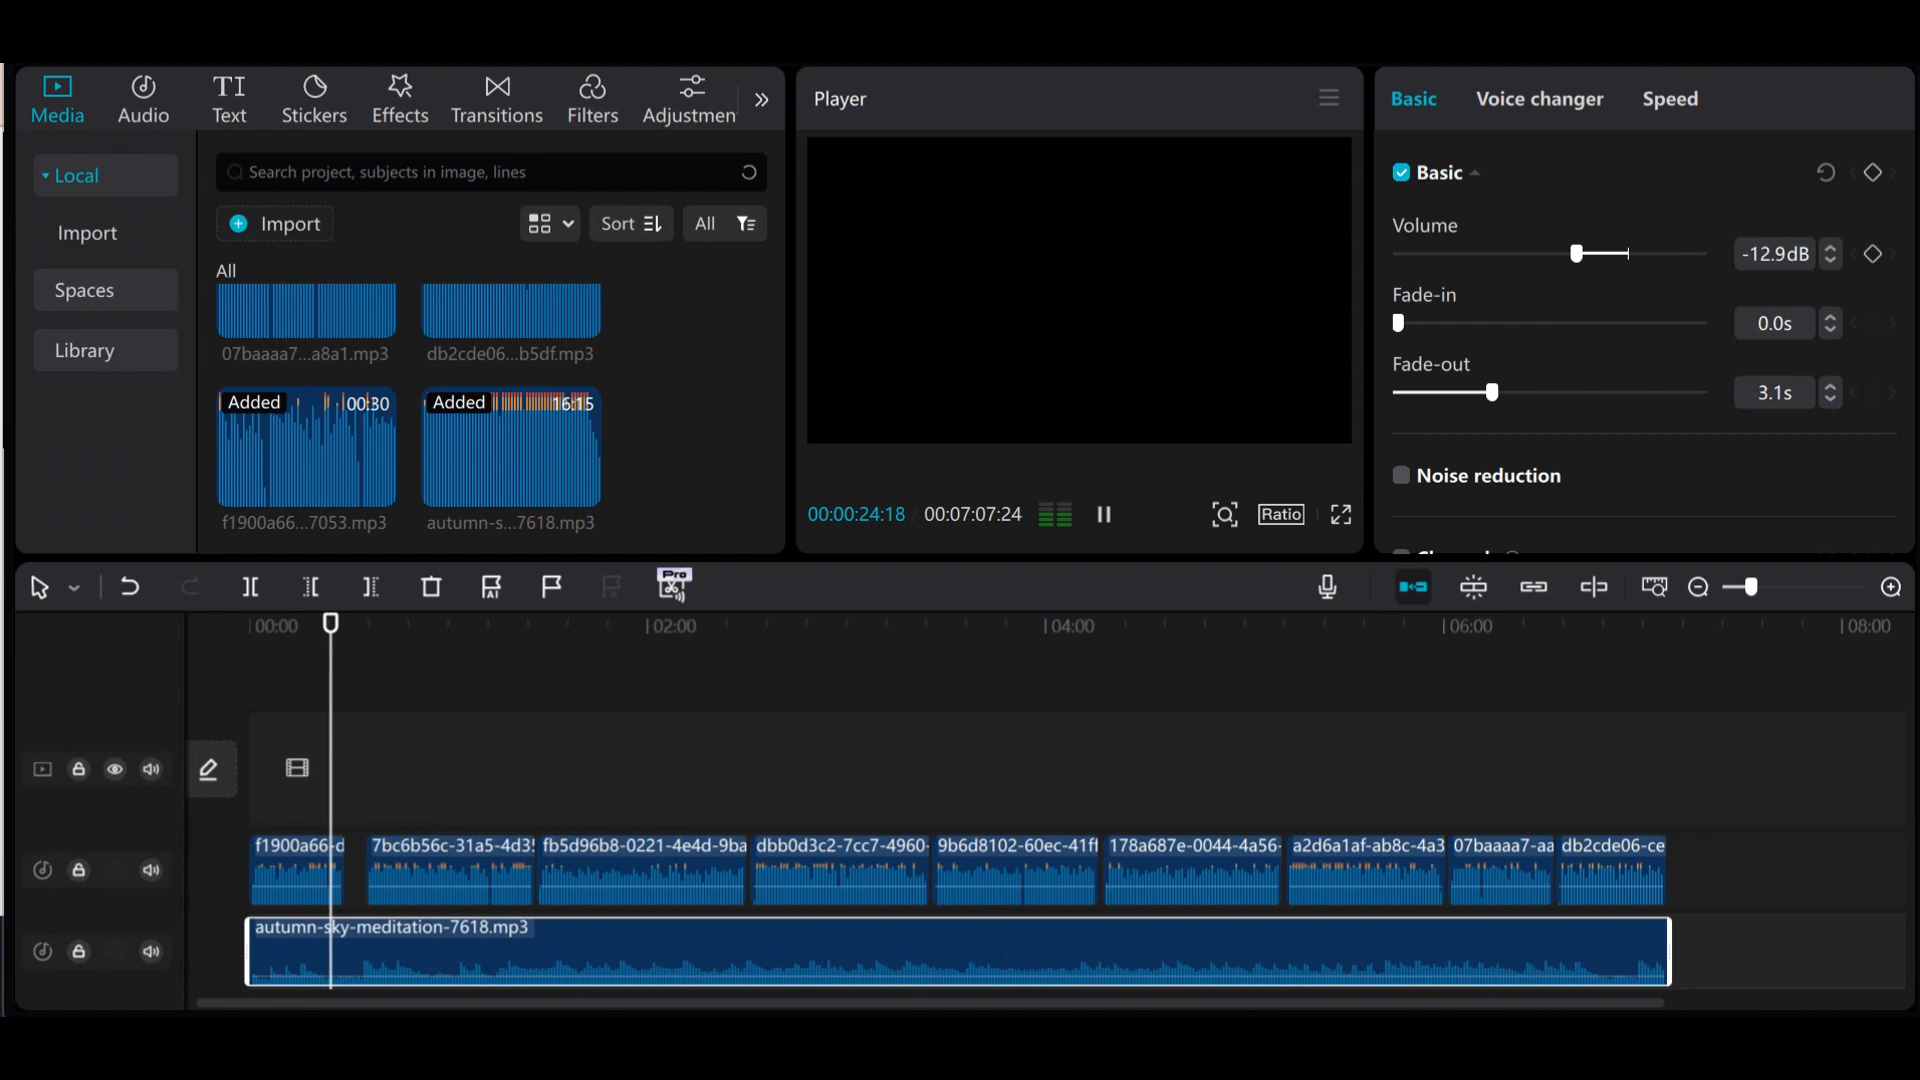 Media
Audio
Text
Stickers
Effects
Transitions
Filters
Adjustmen
Player
Basic
Voice changer
Speed
Local
Import
Spaces
Library
Search project, subjects in image, lines
Import
Sort
All
All
07baaaa7...a8a1.mp3
db2cde06...b5df.mp3
Added
00:30
Added
16:15
f1900a66...7053.mp3
autumn-s...7618.mp3
00:00:24:18
00:07:07:24
Ratio
Basic
Volume
-12.9dB
Fade-in
0.0s
Fade-out
3.1s
Noise reduction
AI
Pro
00:00
02:00
04:00
06:00
08:00
f1900a66-d
7bc6b56c-31a5-4d3
fb5d96b8-0221-4e4d-9ba
dbb0d3c2-7cc7-4960-
9b6d8102-60ec-41f
178a687e-0044-4a56-
a2d6a1af-ab8c-4a3
07baaaa7-aa
db2cde06-ce
autumn-sky-meditation-7618.mp3